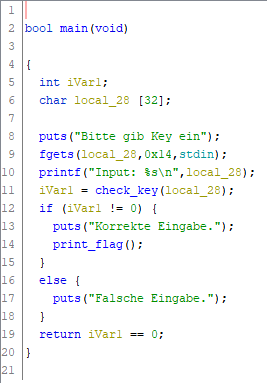 1
2 bool main(void)
3
4 {
5 int iVar1;
6 char local_28 [32];
7
8 puts("Bitte gib Key ein");
9 fgets(local_28,0x14,stdin);
10 printf("Input: %s\n",local_28);
11 iVar1 = check_key(local_28);
12 if (iVar1 != 0) {
13 puts("Korrekte Eingabe.");
14 print_flag();
15 }
16 else {
17 puts("Falsche Eingabe.");
18 }
19 return iVar1 == 0;
20 }
21